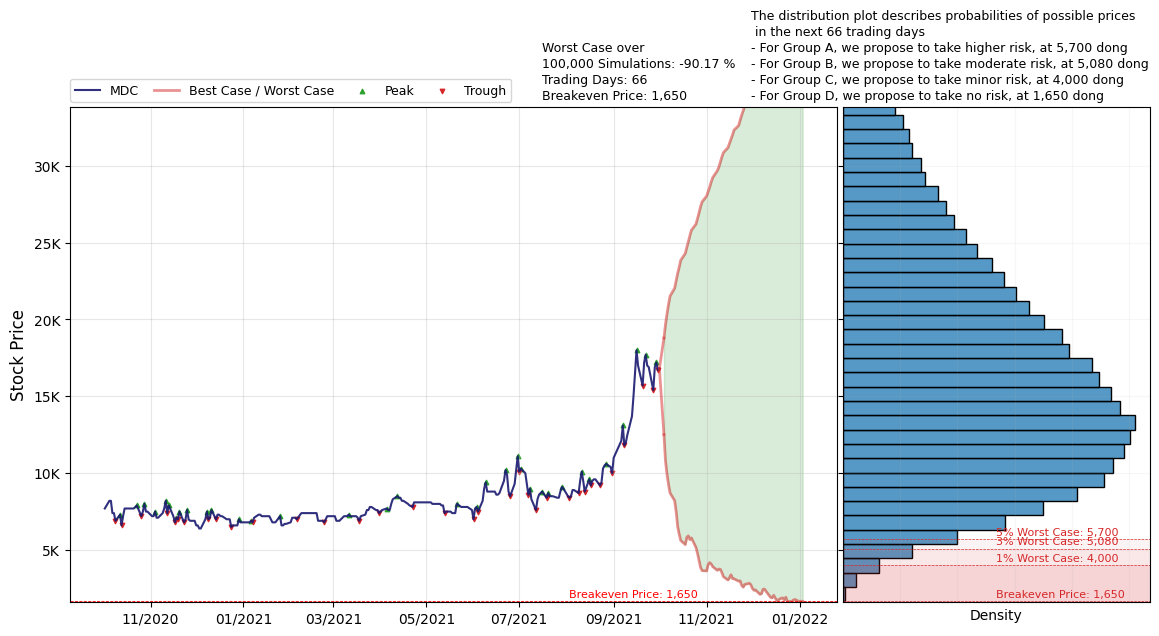 The distribution plot describes probabilities of possible prices
in the next 66 trading days
- For Group A, we propose to take higher risk, at 5,700 dong
- For Group B, we propose to take moderate risk, at 5,080 dong
- For Group C, we propose to take minor risk, at 4,000 dong
- For Group D, we propose to take no risk, at 1,650 dong
Worst Case over
100,000 Simulations: -90.17 %
Trading Days: 66
Breakeven Price: 1,650
MDC
Best Case / Worst Case
Peak
Trough
Stock Price
30K
25K
20K
15K
10K
5K
Breakeven Price: 1,650
11/2020
01/2021
03/2021
05/2021
07/2021
09/2021
11/2021
01/2022
5% Worst Case: 5,700
3% Worst Case: 5,080
1% Worst Case: 4,000
Breakeven Price: 1,650
Density